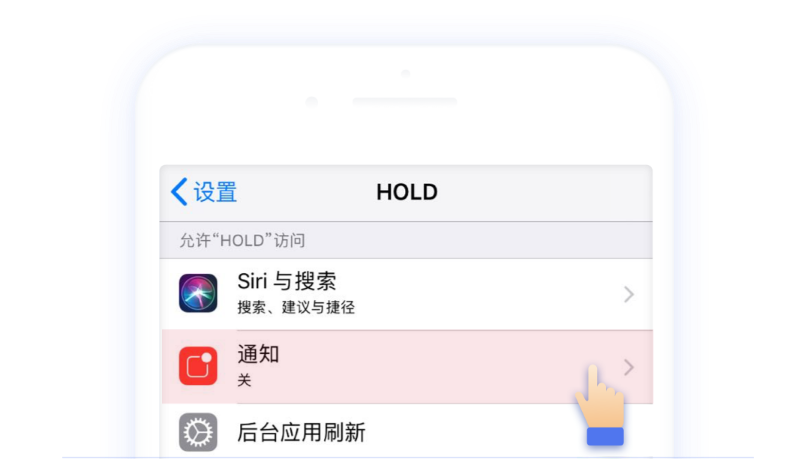 设置
HOLD
允许“HOLD”访问
Siri 与搜索
搜索、建议与捷径
通知
关
后台应用刷新